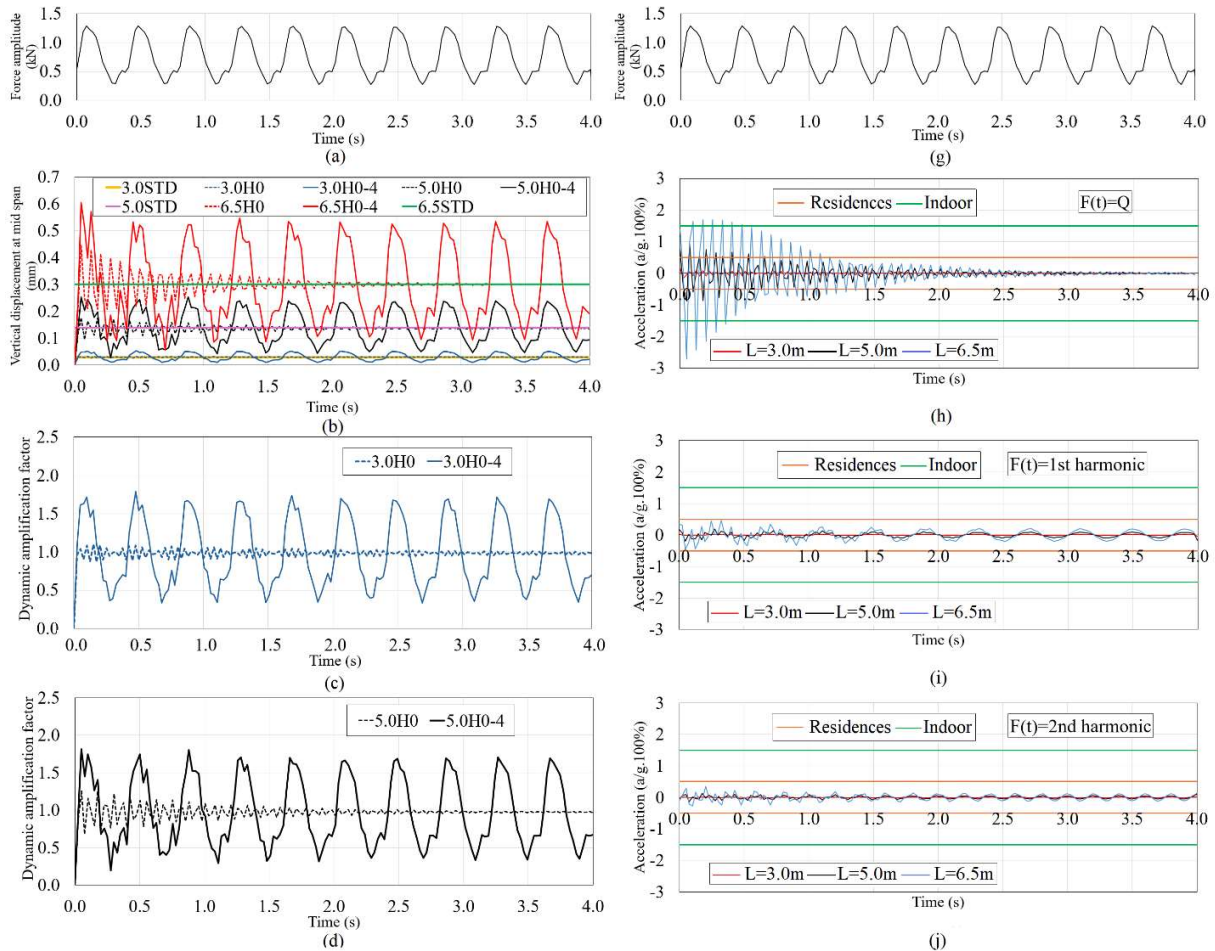 Force amplitude
(kN)
1.5
1.0
0.5
0.0
0.0 0.5 1.0 1.5 2.0 2.5 3.0 3.5 4.0
Time (s)
(a)
Vertical displacement at mid span
(mm)
0.7
0.6
0.5
0.4
0.3
0.2
0.1
0.0
3.0STD 3.0H0 3.0H0-4 5.0H0 5.0H0-4
5.0STD 6.5H0 6.5H0-4 6.5STD
0.0 0.5 1.0 1.5 2.0 2.5 3.0 3.5 4.0
Time (s)
(b)
Dynamic amplification factor
2.5
2.0
1.5
1.0
0.5
0.0
3.0H0 3.0H0-4
0.0 0.5 1.0 1.5 2.0 2.5 3.0 3.5 4.0
Time (s)
(c)
Dynamic amplification factor
2.5
2.0
1.5
1.0
0.5
0.0
5.0H0 5.0H0-4
0.0 0.5 1.0 1.5 2.0 2.5 3.0 3.5 4.0
Time (s)
(d)
Force amplitude
(kN)
1.5
1.0
0.5
0.0
0.0 0.5 1.0 1.5 2.0 2.5 3.0 3.5 4.0
Time (s)
(g)
Acceleration (a/g.100%)
3
2
1
0
-1
-2
-3
Residences Indoor
F(t)=Q
0.0 0.5 1.0 1.5 2.0 2.5 3.0 3.5 4.0
L=3.0m L=5.0m L=6.5m
Time (s)
(h)
Acceleration (a/g.100%)
3
2
1
0
-1
-2
-3
Residences Indoor
F(t)=1st harmonic
0.0 0.5 1.0 1.5 2.0 2.5 3.0 3.5 4.0
L=3.0m L=5.0m L=6.5m
Time (s)
(i)
Acceleration (a/g.100%)
3
2
1
0
-1
-2
-3
Residences Indoor
F(t)=2nd harmonic
0.0 0.5 1.0 1.5 2.0 2.5 3.0 3.5 4.0
L=3.0m L=5.0m L=6.5m
Time (s)
(j)